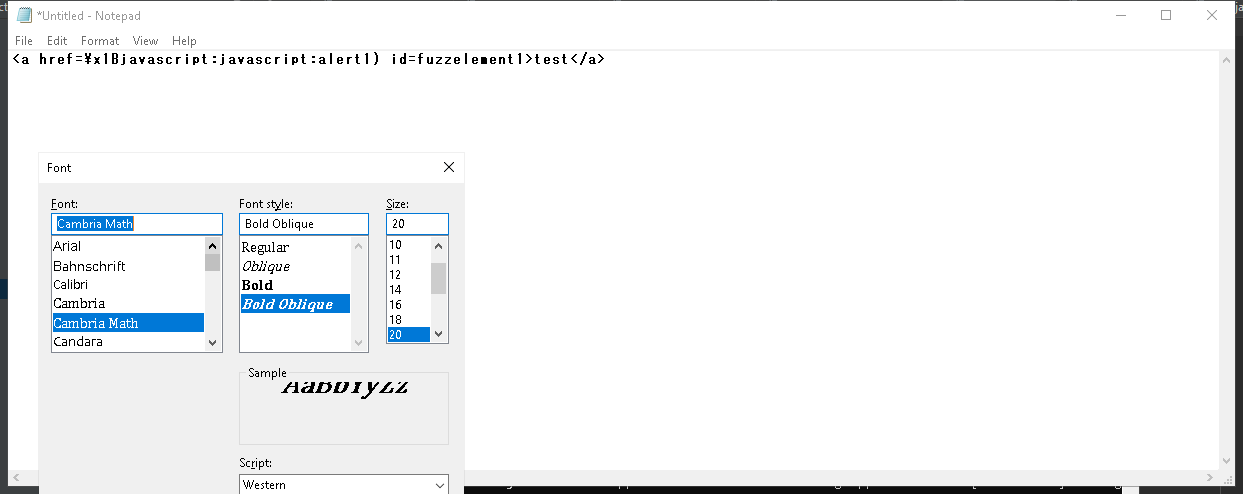 *Untitled - Notepad
File Edit Format View Help
<a href=¥x1Bjavascript:javascript:alert1) id=fuzzelement1>test</a>
Font
Font: Font style: Size:
Cambria Math Bold Oblique 20
Arial Regular 10
Bahnschrift Oblique 11
Calibri Bold 12
Cambria Bold Oblique 14
Cambria Math 16
Candara 18
20
Sample
AaBbYyZz
Script:
Western